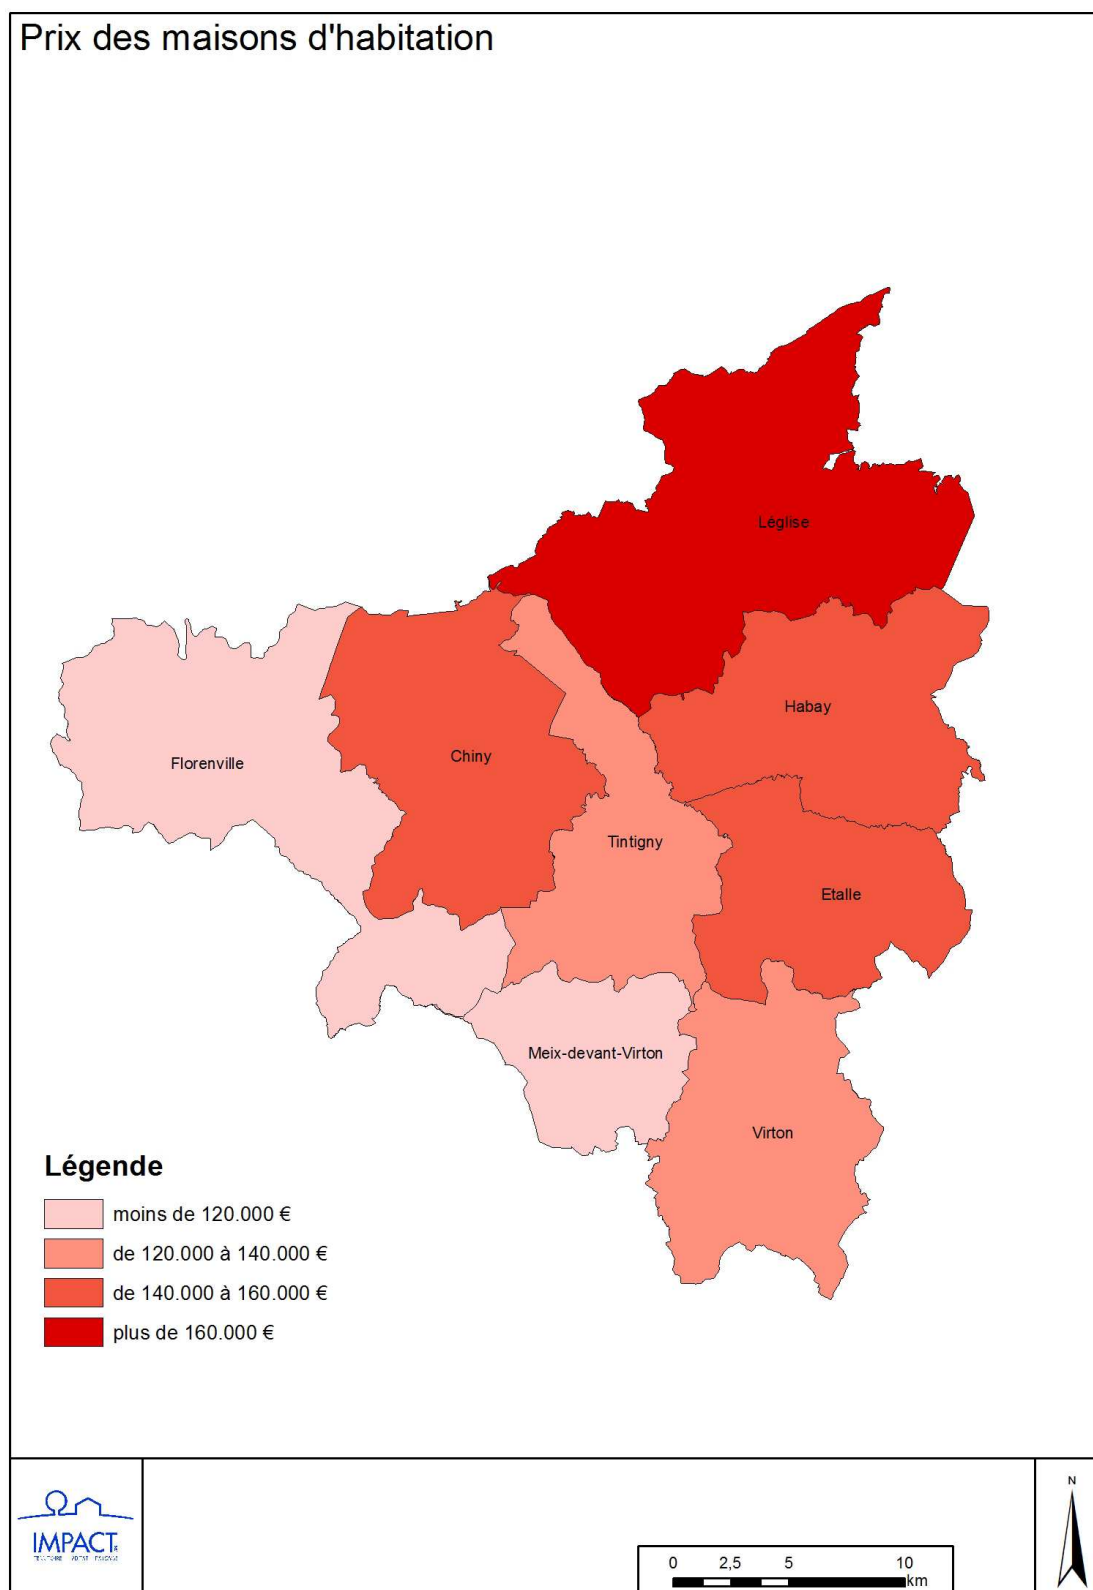 Prix des maisons d'habitation
Léglise
Habay
Chiny
Florenville
Tintigny
Etalle
Meix-devant-Virton
Virton
Légende
moins de 120.000 €
de 120.000 à 140.000 €
de 140.000 à 160.000 €
plus de 160.000 €
IMPACT
N
0 2,5 5 10
km